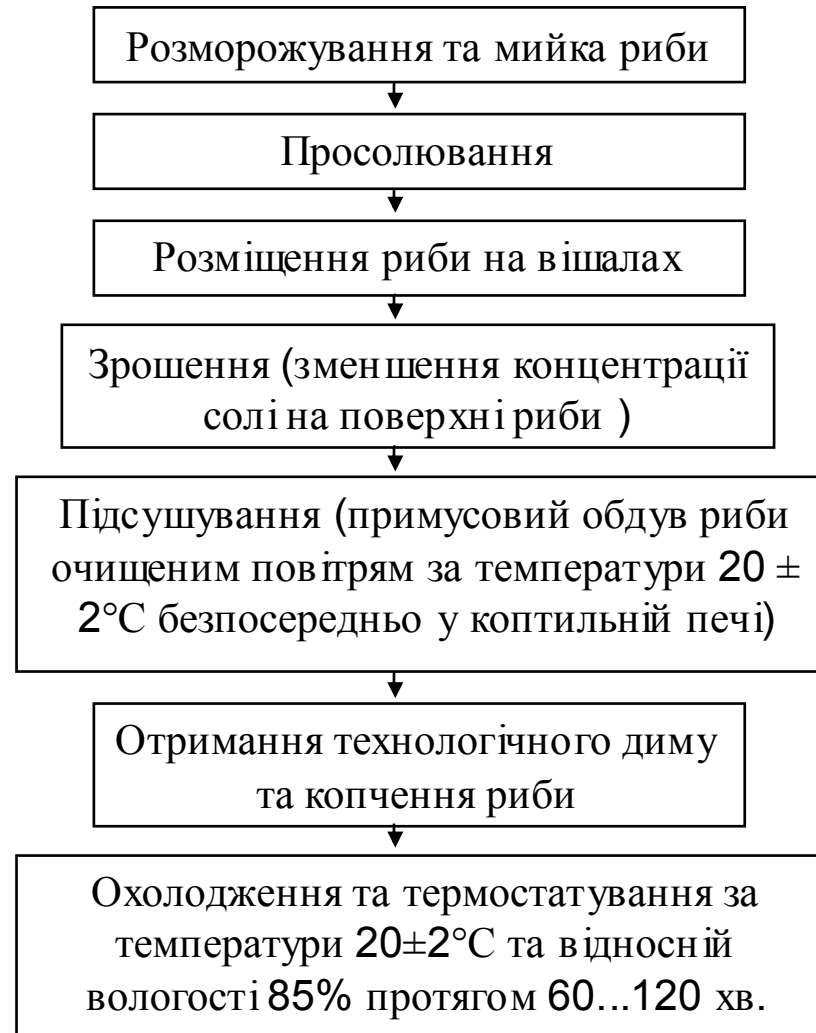 Розморожування та мийка риби
Просолювання
Розміщення риби на вішалах
Зрошення (зменшення концентрації
солі на поверхні риби )
Підсушування (примусовий обдув риби
очищеним повітрям за температури 20 ±
2°С безпосередньо у коптильній печі)
Отримання технологічного диму
та копчення риби
Охолодження та термостатування за
температури 20±2°С та відносній
вологості 85% протягом 60...120 хв.